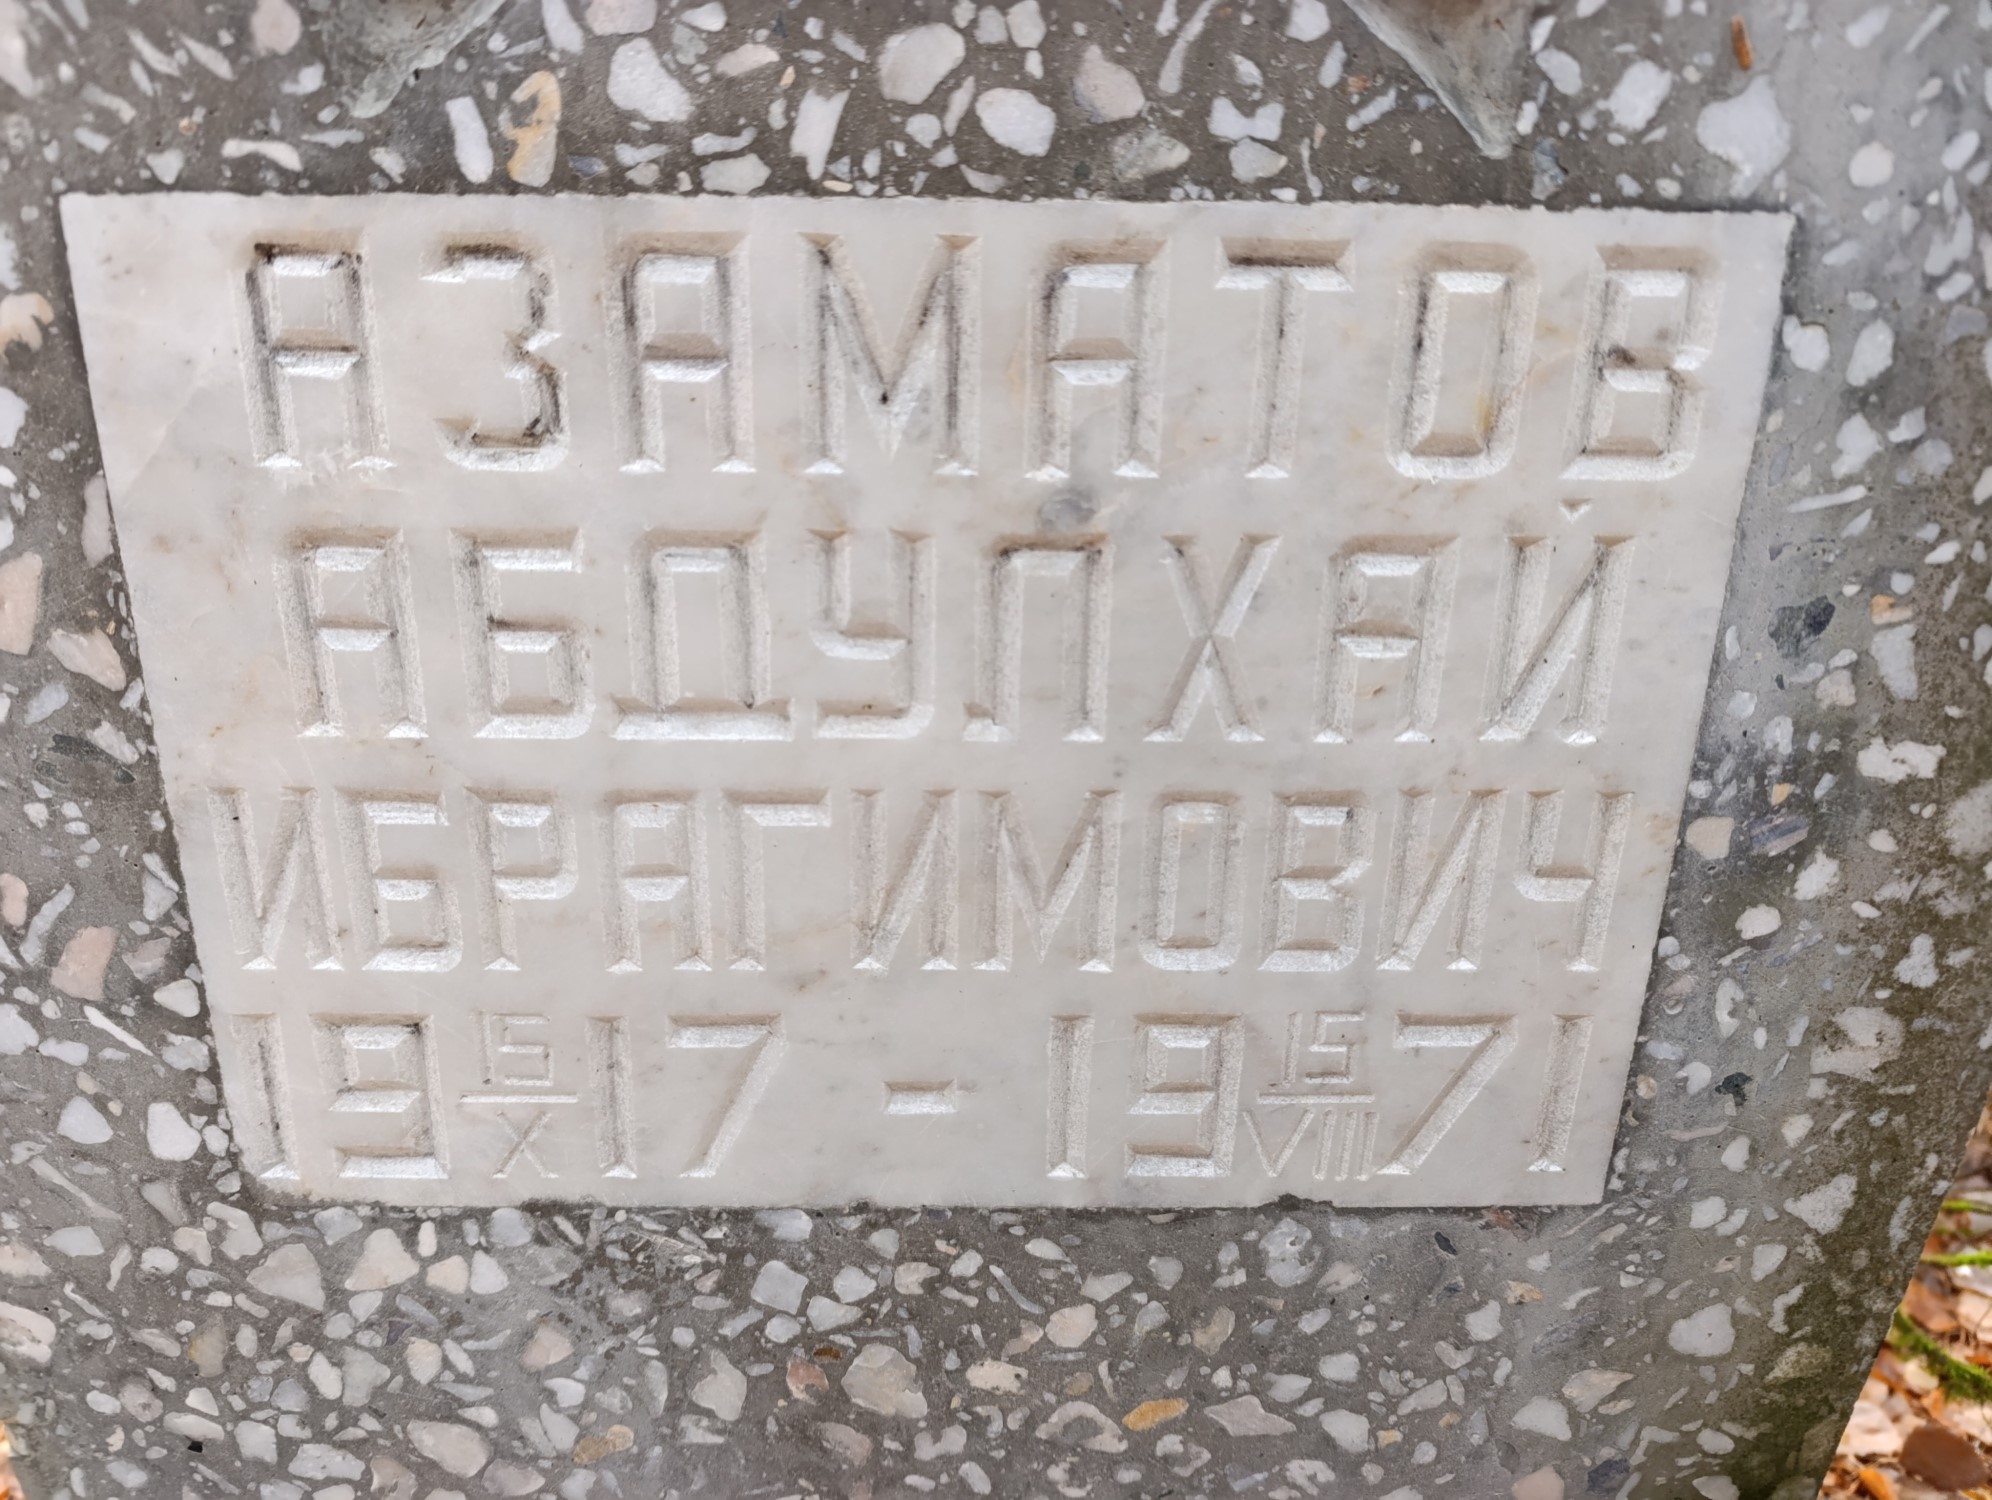 АЗАМАТОВ
АБДУЛХАЙ
ИБРАГИМОВИЧ
19 15/X 17 - 19 15/VIII 71